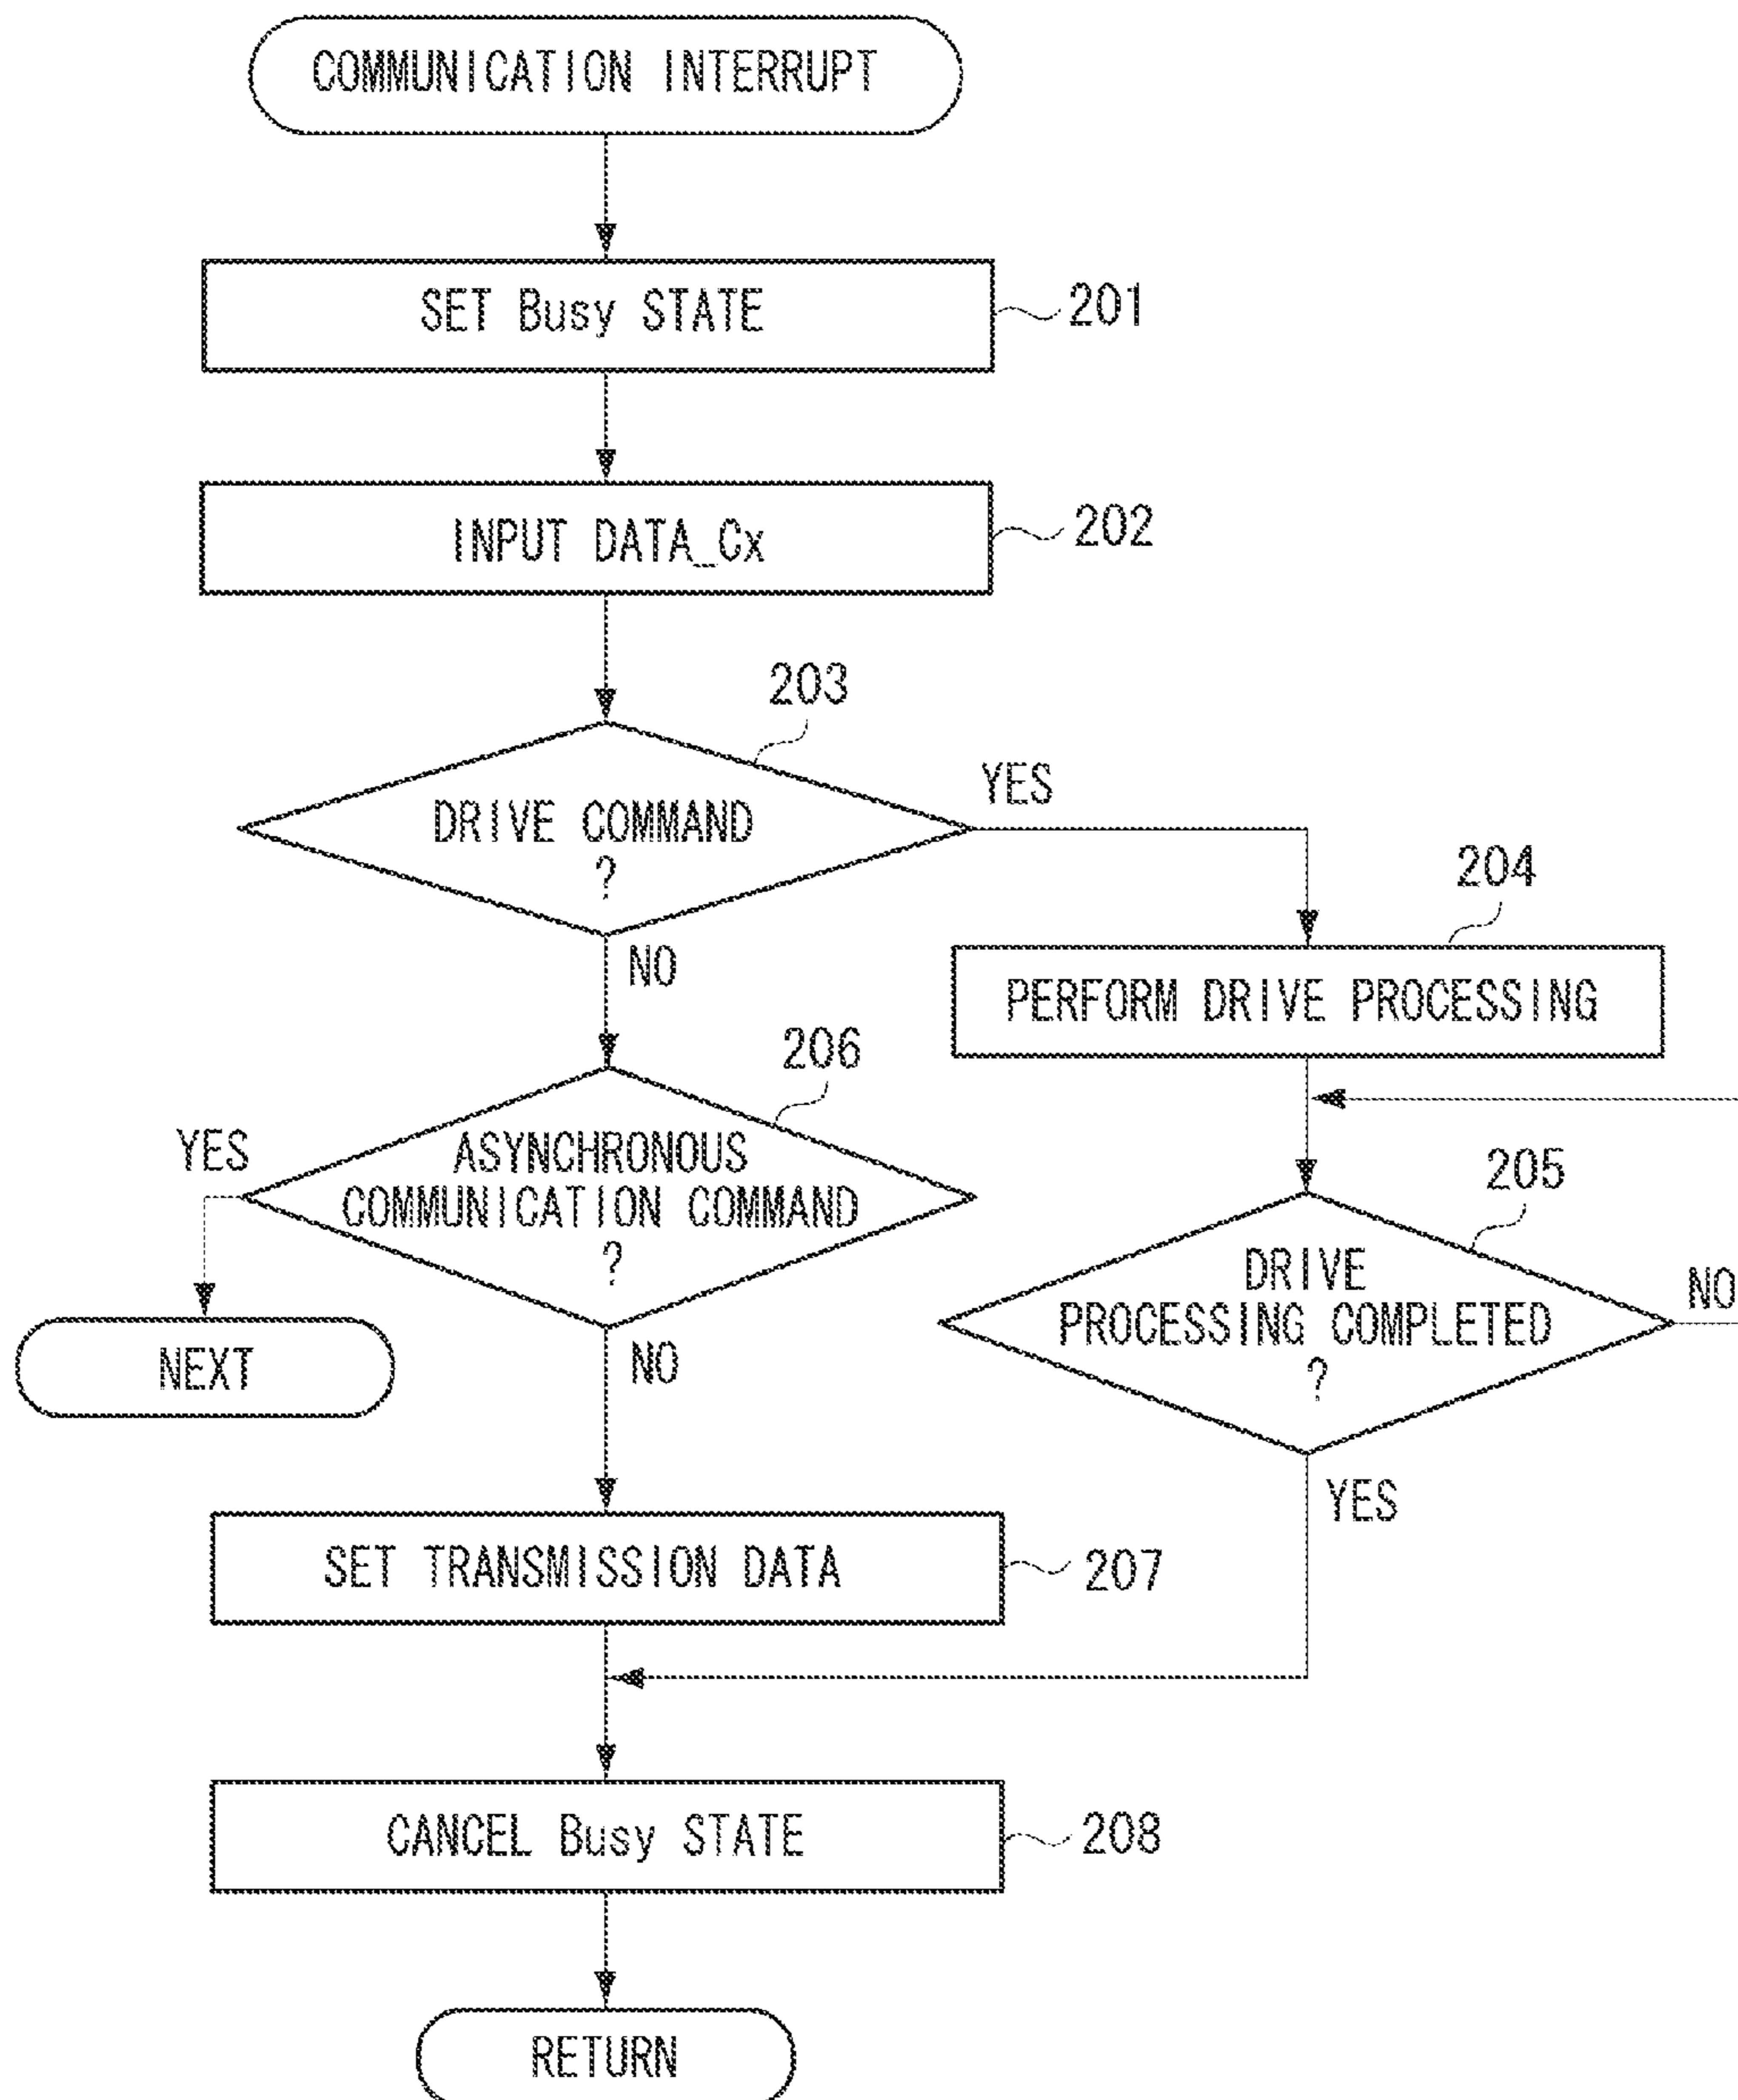 COMMUNICATION INTERRUPT
SET Busy STATE
201
INPUT DATA_Cx
202
203
DRIVE COMMAND
?
YES
NO
204
PERFORM DRIVE PROCESSING
206
ASYNCHRONOUS
COMMUNICATION COMMAND
?
YES
NO
NEXT
205
DRIVE
PROCESSING COMPLETED
?
NO
YES
SET TRANSMISSION DATA
207
CANCEL Busy STATE
208
RETURN